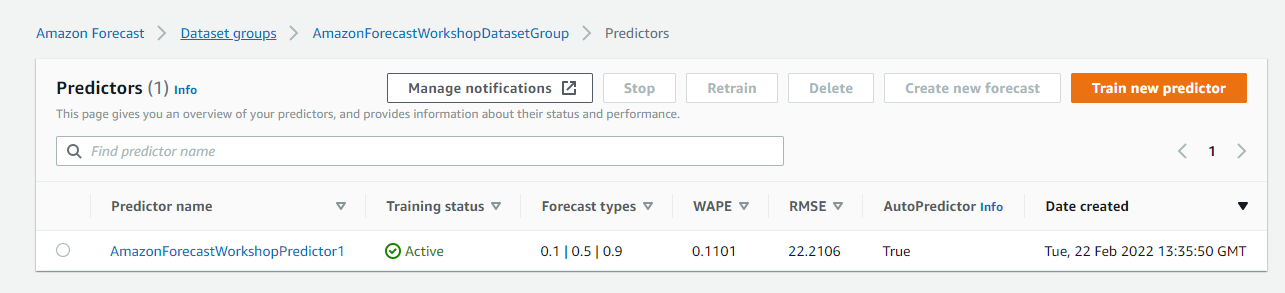 Amazon Forecast > Dataset groups > AmazonForecastWorkshopDatasetGroup > Predictors
Predictors (1) Info Manage notifications Stop Retrain Delete Create new forecast Train new predictor
This page gives you an overview of your predictors, and provides information about their status and performance.
Find predictor name 1
Predictor name Training status Forecast types WAPE RMSE AutoPredictor Info Date created
AmazonForecastWorkshopPredictor1 Active 0.1 | 0.5 | 0.9 0.1101 22.2106 True Tue, 22 Feb 2022 13:35:50 GMT